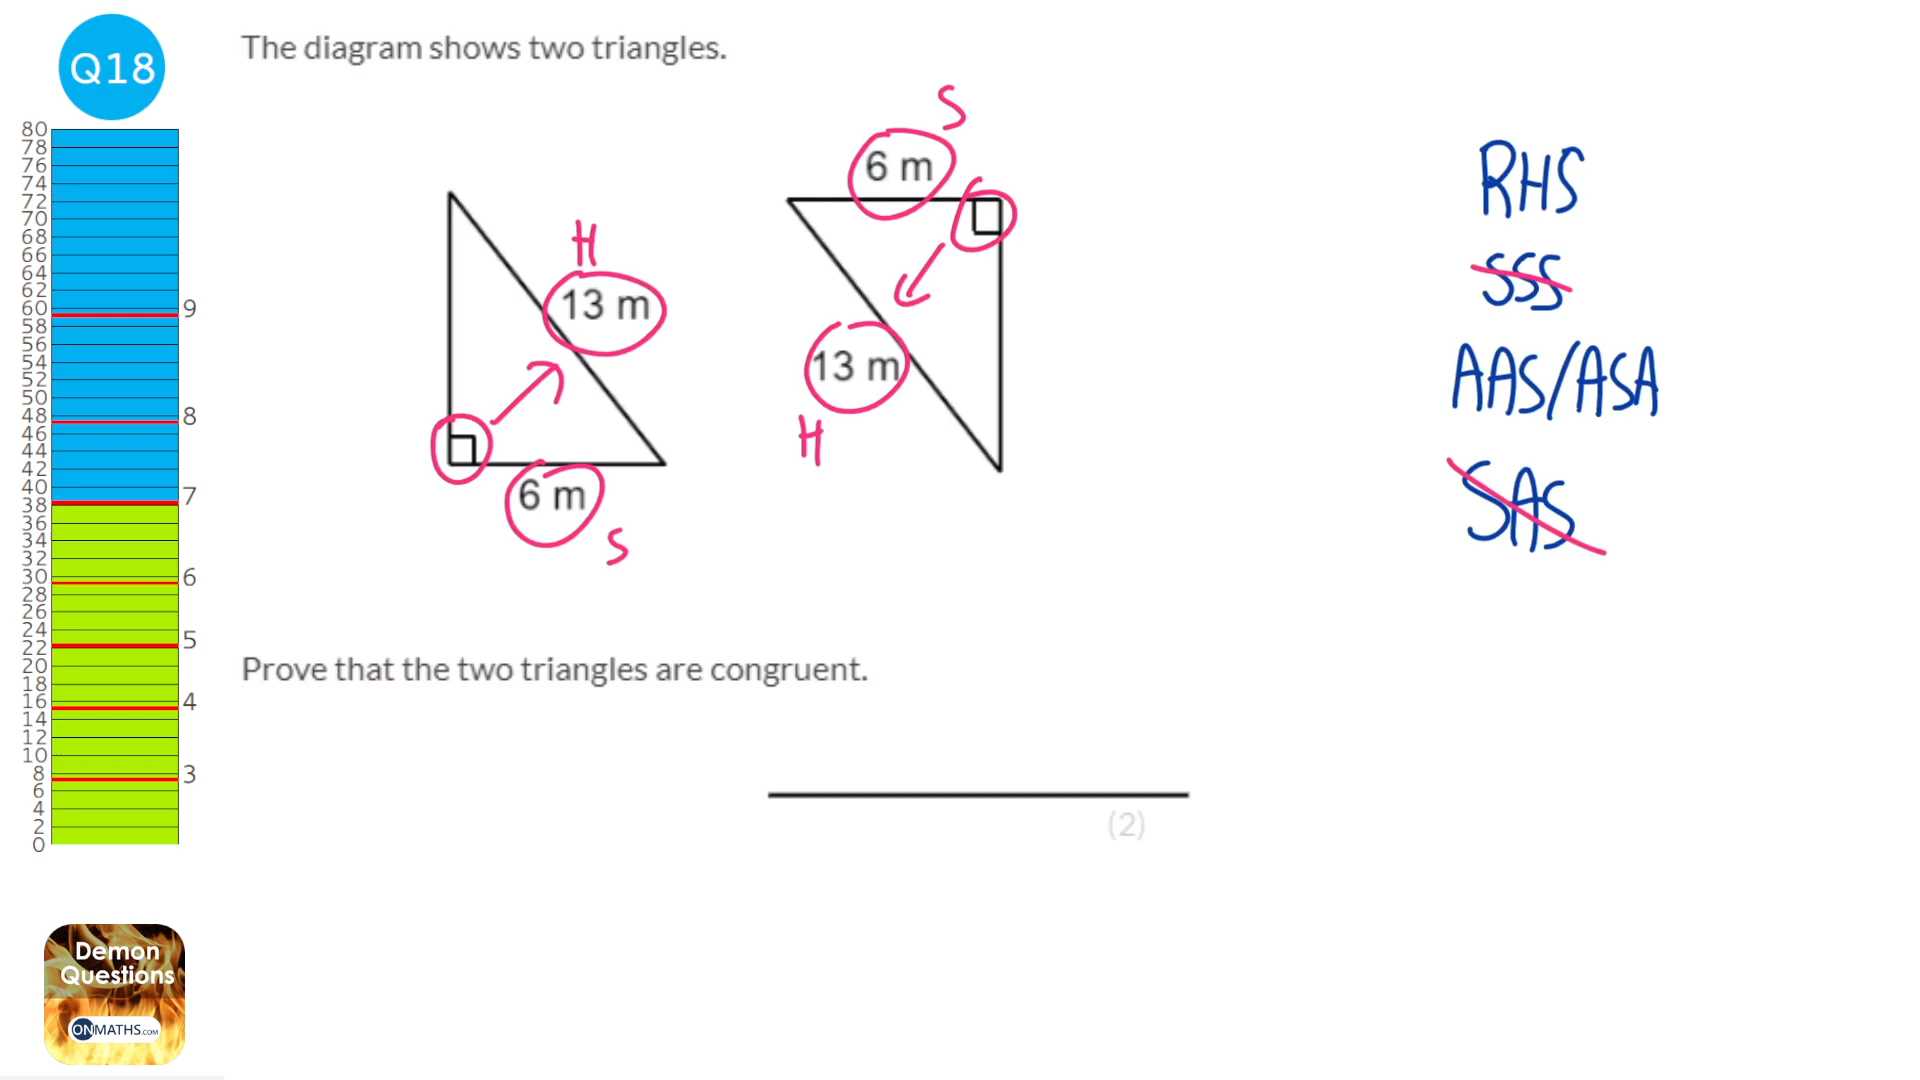 Q18
The diagram shows two triangles.
S
6 m
H
13 m
13 m
H
6 m
S
RHS
SSS
AAS/ASA
SAS
80
78
76
74
72
70
68
66
64
62
60
58
56
54
52
50
48
46
44
42
40
38
36
34
32
30
28
26
24
22
20
18
16
14
12
10
8
6
4
2
0
9
8
7
6
5
4
3
Prove that the two triangles are congruent.
(2)
Demon
Questions
ONMATHS.COM